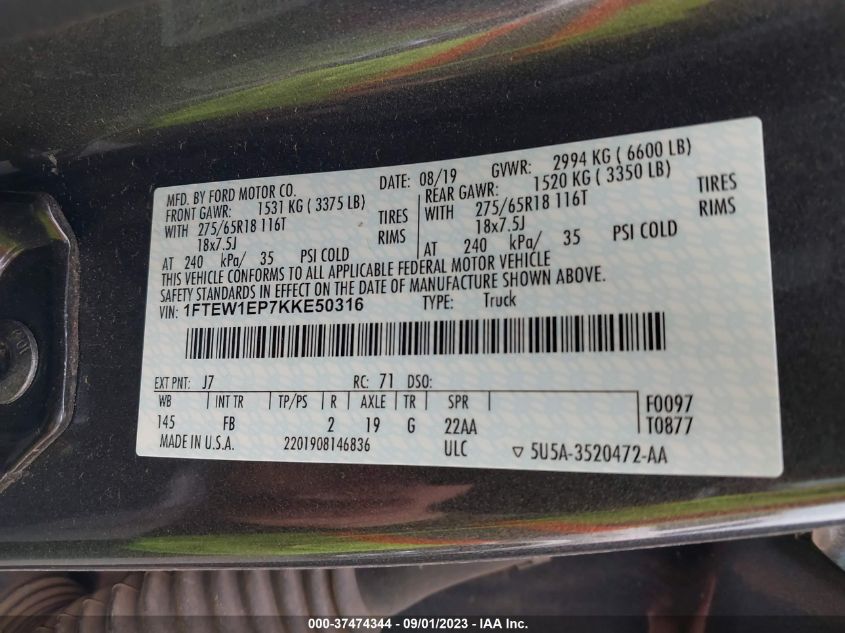 MFD. BY FORD MOTOR CO. DATE: 08/19 GVWR: 2994 KG ( 6600 LB)
FRONT GAWR: 1531 KG ( 3375 LB) REAR GAWR: 1520 KG ( 3350 LB)
WITH 275/65R18 116T TIRES WITH 275/65R18 116T TIRES
18x7.5J RIMS 18x7.5J RIMS
AT 240 kPa/ 35 PSI COLD AT 240 kPa/ 35 PSI COLD
THIS VEHICLE CONFORMS TO ALL APPLICABLE FEDERAL MOTOR VEHICLE
SAFETY STANDARDS IN EFFECT ON THE DATE OF MANUFACTURE SHOWN ABOVE.
VIN: 1FTEW1EP7KKE50316 TYPE: Truck
EXT PNT: J7 RC: 71 DSO:
WB INT TR TP/PS R AXLE TR SPR F0097
145 FB 2 19 G 22AA T0877
MADE IN U.S.A. 2201908146836 ULC ▽ 5U5A-3520472-AA
000-37474344 / 09/01/2023 - IAA Inc.